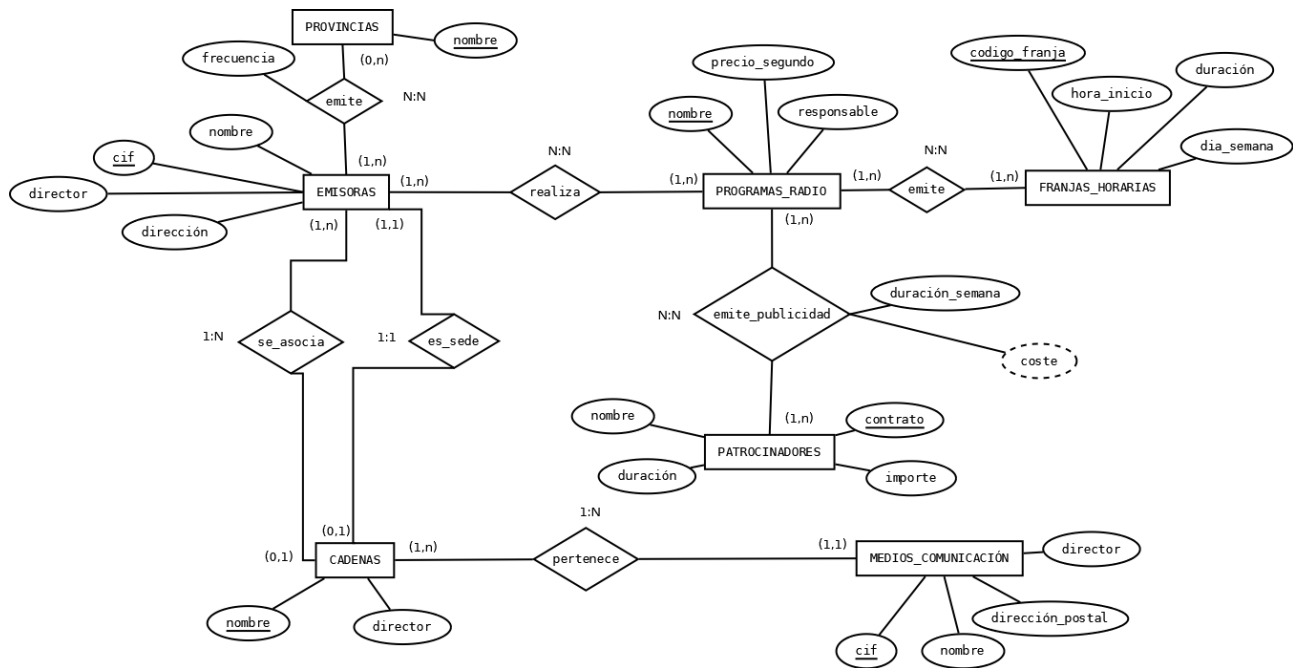 PROVINCIAS
nombre
frecuencia
(0,n)
emite
N:N
nombre
cif
director
dirección
(1,n)
EMISORAS
(1,n)
(1,n)
(1,1)
N:N
realiza
precio_segundo
nombre
responsable
(1,n)
PROGRAMAS_RADIO
(1,n)
(1,n)
N:N
emite
codigo_franja
hora_inicio
duración
dia_semana
(1,n)
FRANJAS_HORARIAS
1:N
se_asocia
1:1
es_sede
N:N
emite_publicidad
duración_semana
coste
nombre
(1,n)
contrato
PATROCINADORES
duración
importe
(0,1)
(0,1)
CADENAS
(1,n)
1:N
pertenece
(1,1)
MEDIOS_COMUNICACIÓN
director
nombre
director
cif
nombre
dirección_postal